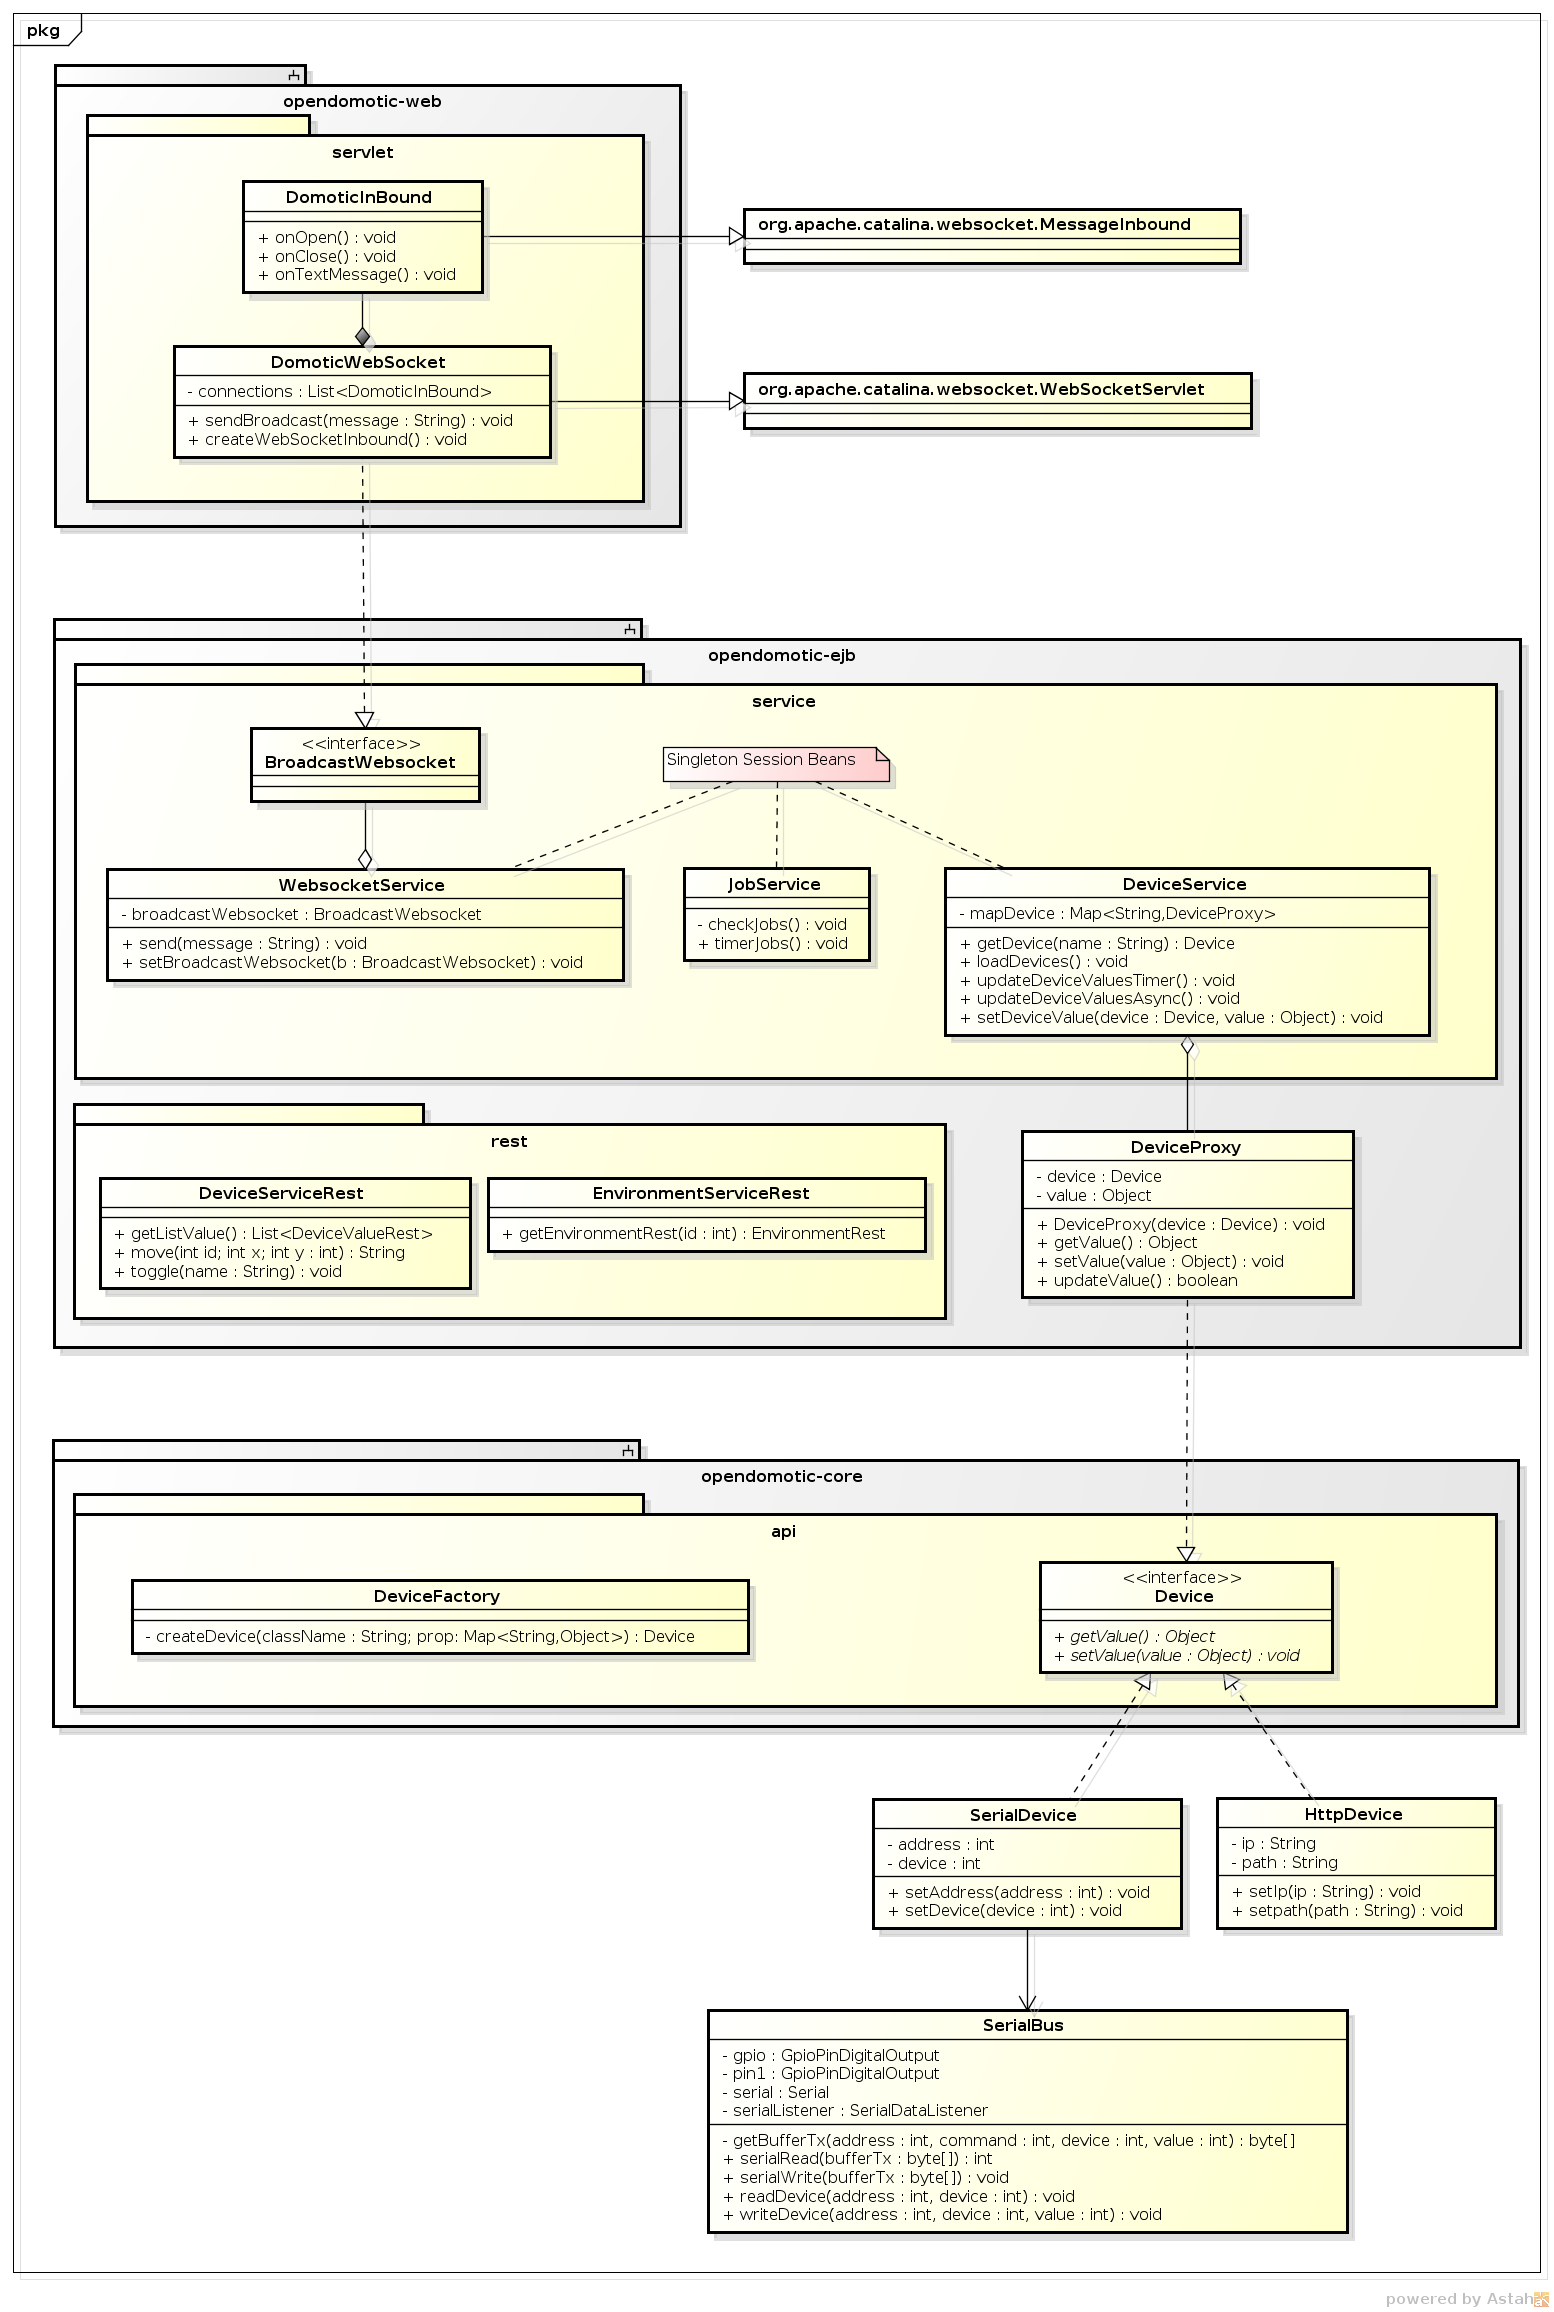 pkg
opendomotic-web
servlet
DomoticInBound
+ onOpen() : void
+ onClose() : void
+ onTextMessage() : void
org.apache.catalina.websocket.MessageInbound
DomoticWebSocket
- connections : List<DomoticInBound>
+ sendBroadcast(message : String) : void
+ createWebSocketInbound() : void
org.apache.catalina.websocket.WebSocketServlet
opendomotic-ejb
service
<<interface>>
BroadcastWebsocket
Singleton Session Beans
WebsocketService
- broadcastWebsocket : BroadcastWebsocket
+ send(message : String) : void
+ setBroadcastWebsocket(b : BroadcastWebsocket) : void
JobService
- checkJobs() : void
+ timerJobs() : void
DeviceService
- mapDevice : Map<String,DeviceProxy>
+ getDevice(name : String) : Device
+ loadDevices() : void
+ updateDeviceValuesTimer() : void
+ updateDeviceValuesAsync() : void
+ setDeviceValue(device : Device, value : Object) : void
rest
DeviceServiceRest
+ getListValue() : List<DeviceValueRest>
+ move(int id; int x; int y : int) : String
+ toggle(name : String) : void
EnvironmentServiceRest
+ getEnvironmentRest(id : int) : EnvironmentRest
DeviceProxy
- device : Device
- value : Object
+ DeviceProxy(device : Device) : void
+ getValue() : Object
+ setValue(value : Object) : void
+ updateValue() : boolean
opendomotic-core
api
DeviceFactory
- createDevice(className : String; prop: Map<String,Object>) : Device
<<interface>>
Device
+ getValue() : Object
+ setValue(value : Object) : void
SerialDevice
- address : int
- device : int
+ setAddress(address : int) : void
+ setDevice(device : int) : void
HttpDevice
- ip : String
- path : String
+ setIp(ip : String) : void
+ setpath(path : String) : void
SerialBus
- gpio : GpioPinDigitalOutput
- pin1 : GpioPinDigitalOutput
- serial : Serial
- serialListener : SerialDataListener
- getBufferTx(address : int, command : int, device : int, value : int) : byte[]
+ serialRead(bufferTx : byte[]) : int
+ serialWrite(bufferTx : byte[]) : void
+ readDevice(address : int, device : int) : void
+ writeDevice(address : int, device : int, value : int) : void
powered by Astah